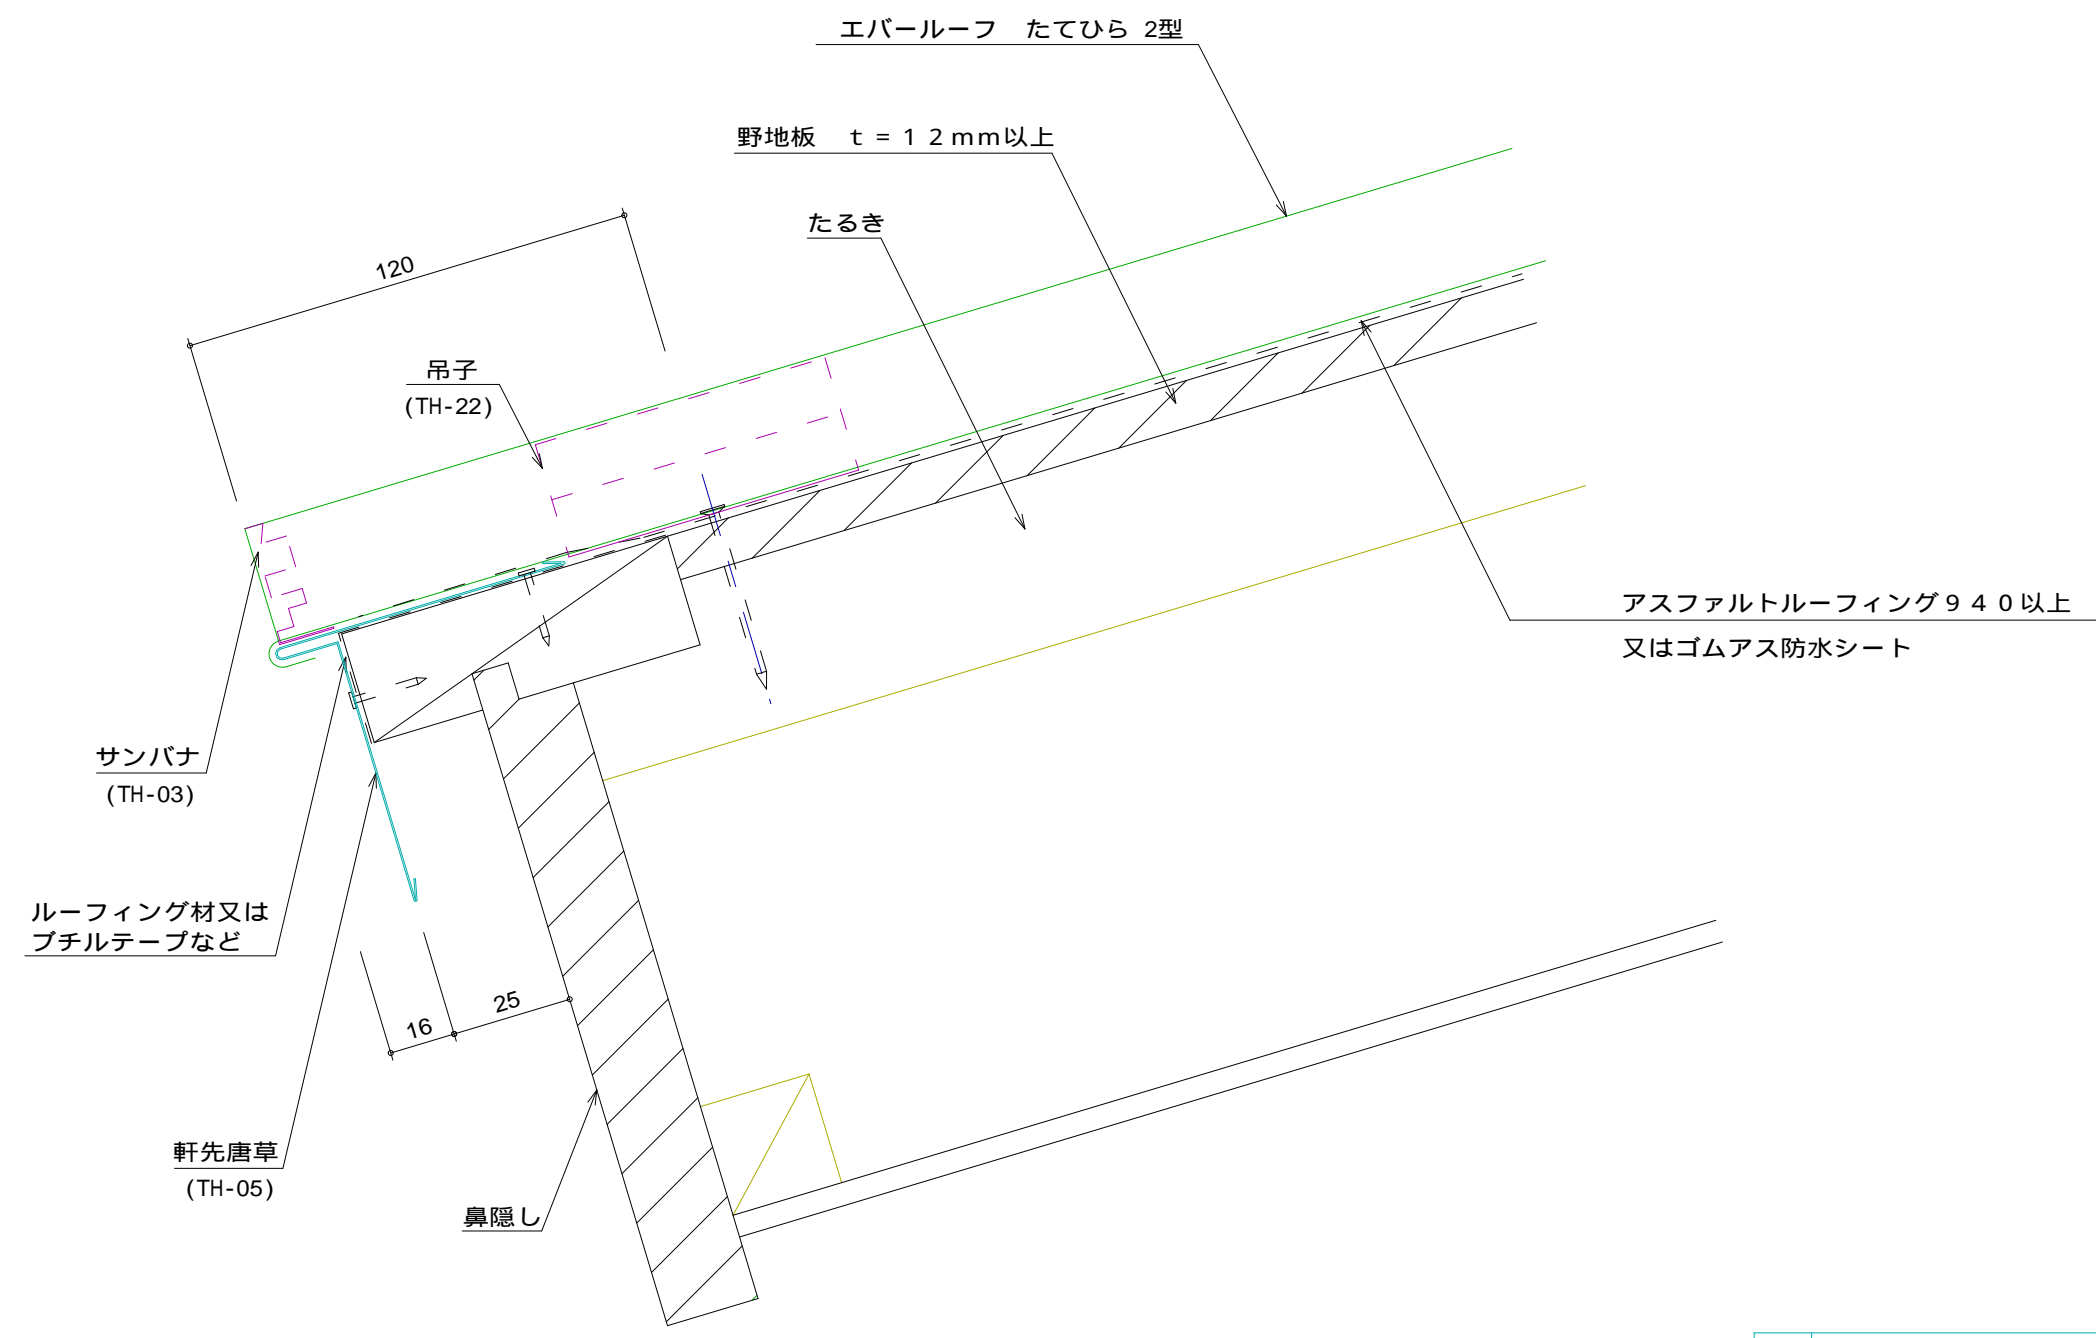 エバールーフ　たてひら 2型
野地板　ｔ＝１２mm以上
たるき
120
吊子
(TH-22)
アスファルトルーフィング９４０以上
又はゴムアス防水シート
サンバナ
(TH-03)
ルーフィング材又は
ブチルテープなど
25
16
軒先唐草
(TH-05)
鼻隠し